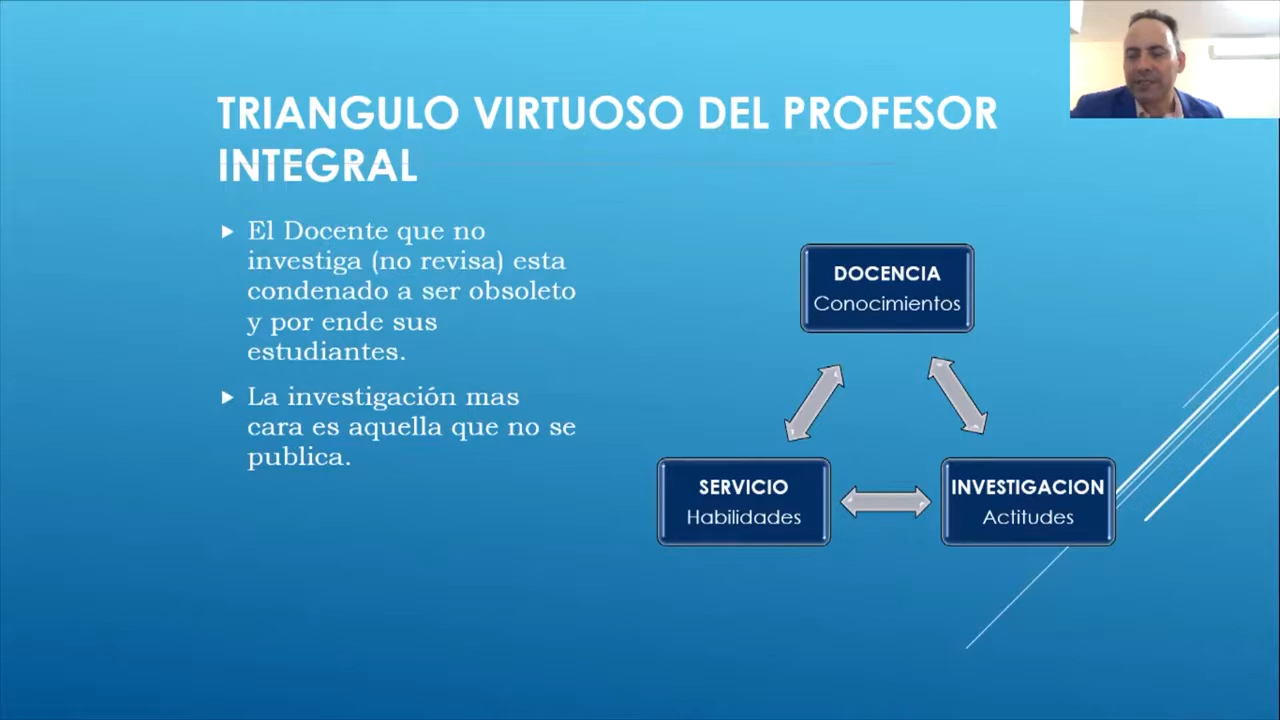 TRIANGULO VIRTUOSO DEL PROFESOR
INTEGRAL
El Docente que no
investiga (no revisa) esta
condenado a ser obsoleto
y por ende sus
estudiantes.
La investigación mas
cara es aquella que no se
publica.
DOCENCIA
Conocimientos
SERVICIO
Habilidades
INVESTIGACION
Actitudes